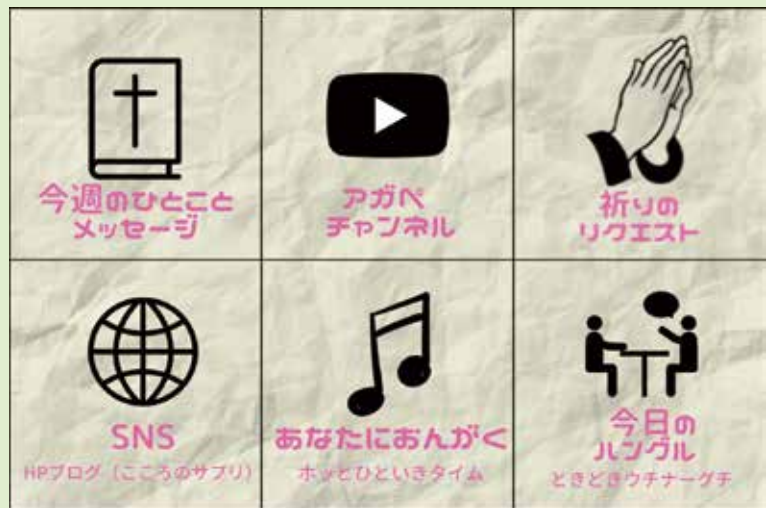 今週のひとこと
メッセージ
アガペ
チャンネル
祈りの
リクエスト
SNS
HPブログ（こころのサプリ）
あなたにおんがく
ホッとひといきタイム
今日の
ハングル
ときどきウチナーグチ